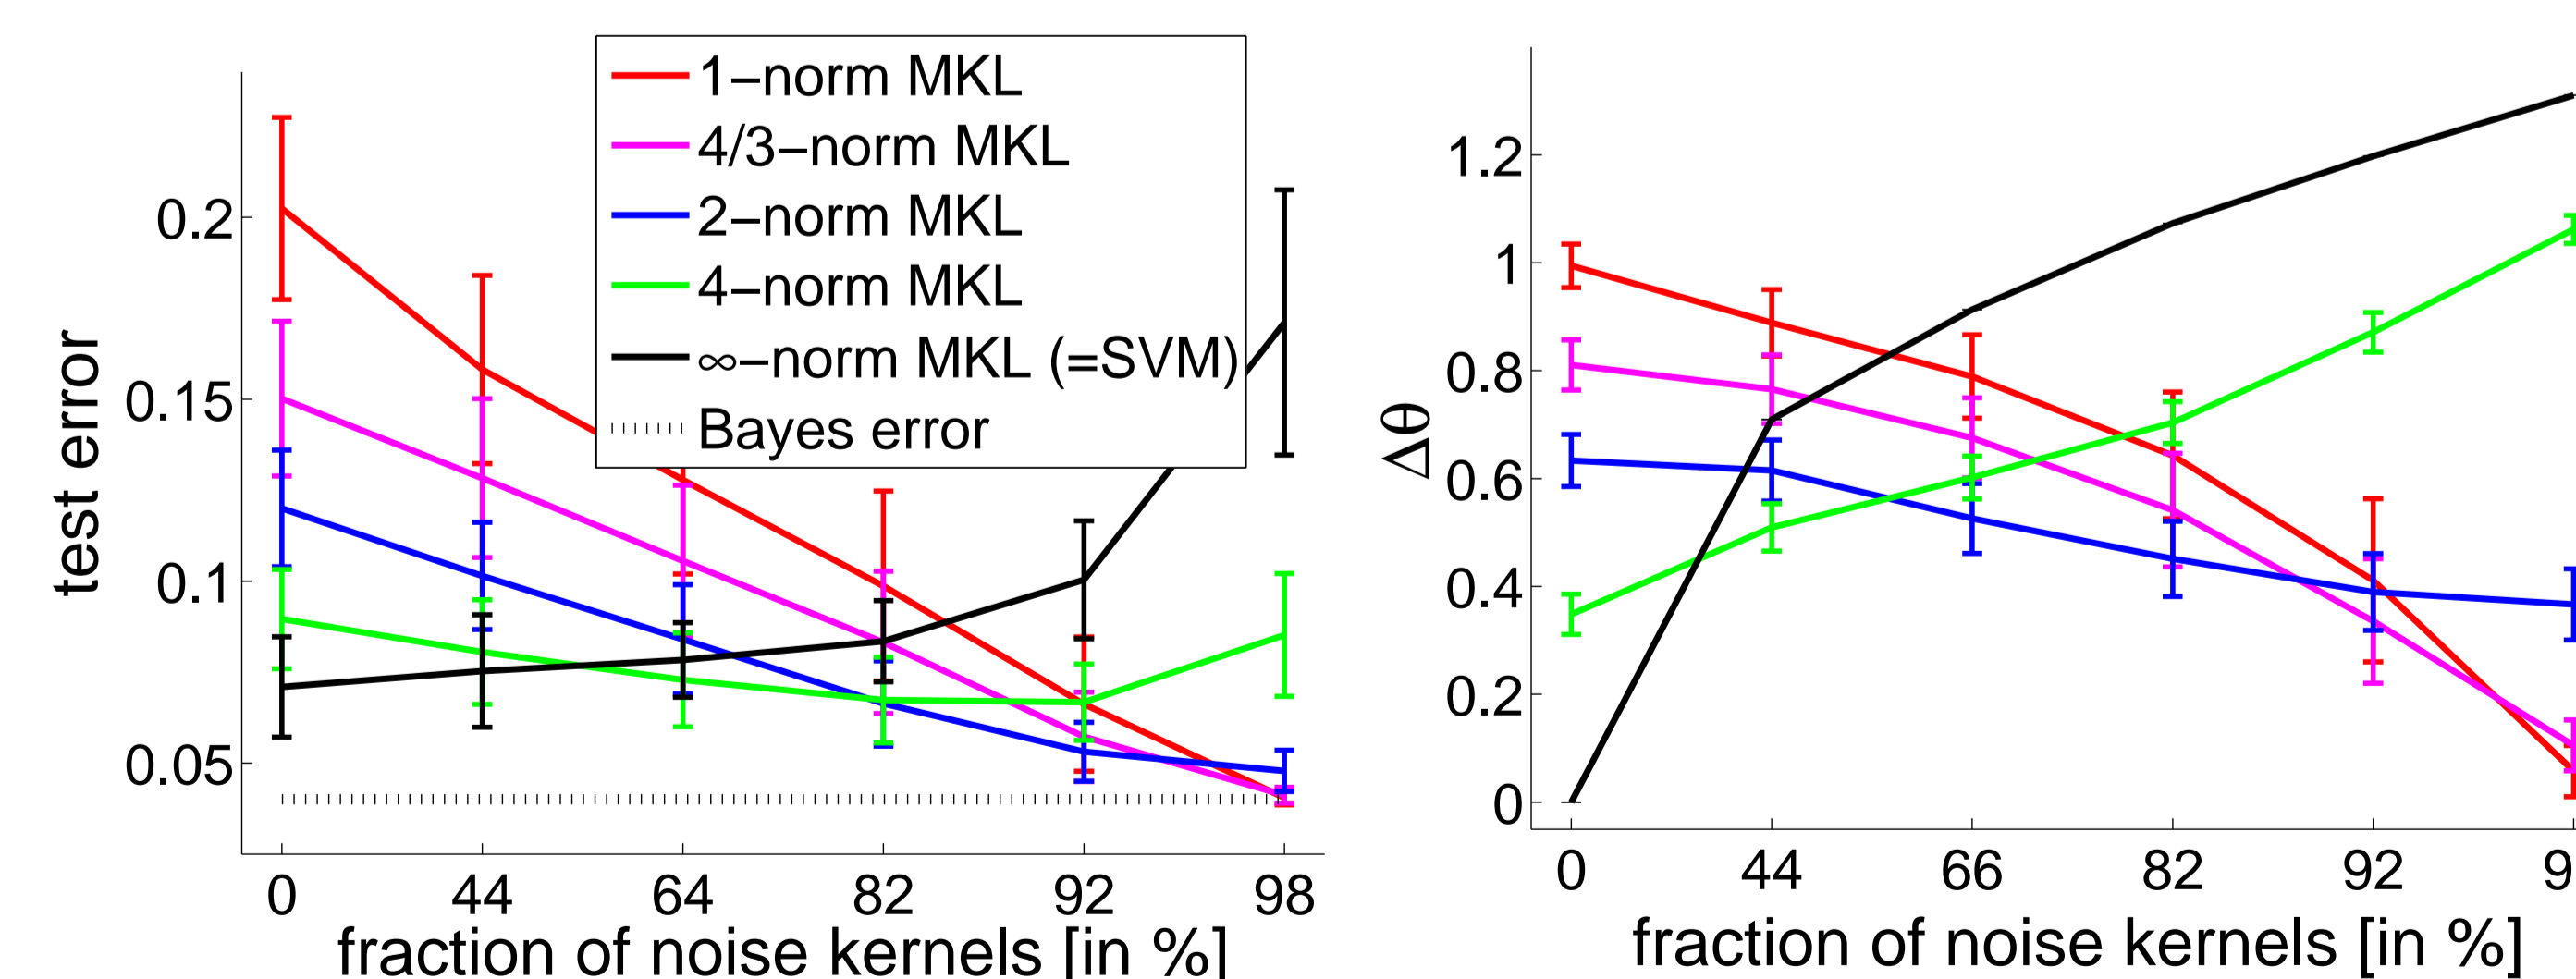 1–norm MKL
4/3–norm MKL
2–norm MKL
4–norm MKL
∞–norm MKL (=SVM)
Bayes error
test error
0.2
0.15
0.1
0.05
0 44 64 82 92 98
fraction of noise kernels [in %]
Δθ
1.2
1
0.8
0.6
0.4
0.2
0
0 44 66 82 92 9
fraction of noise kernels [in %]